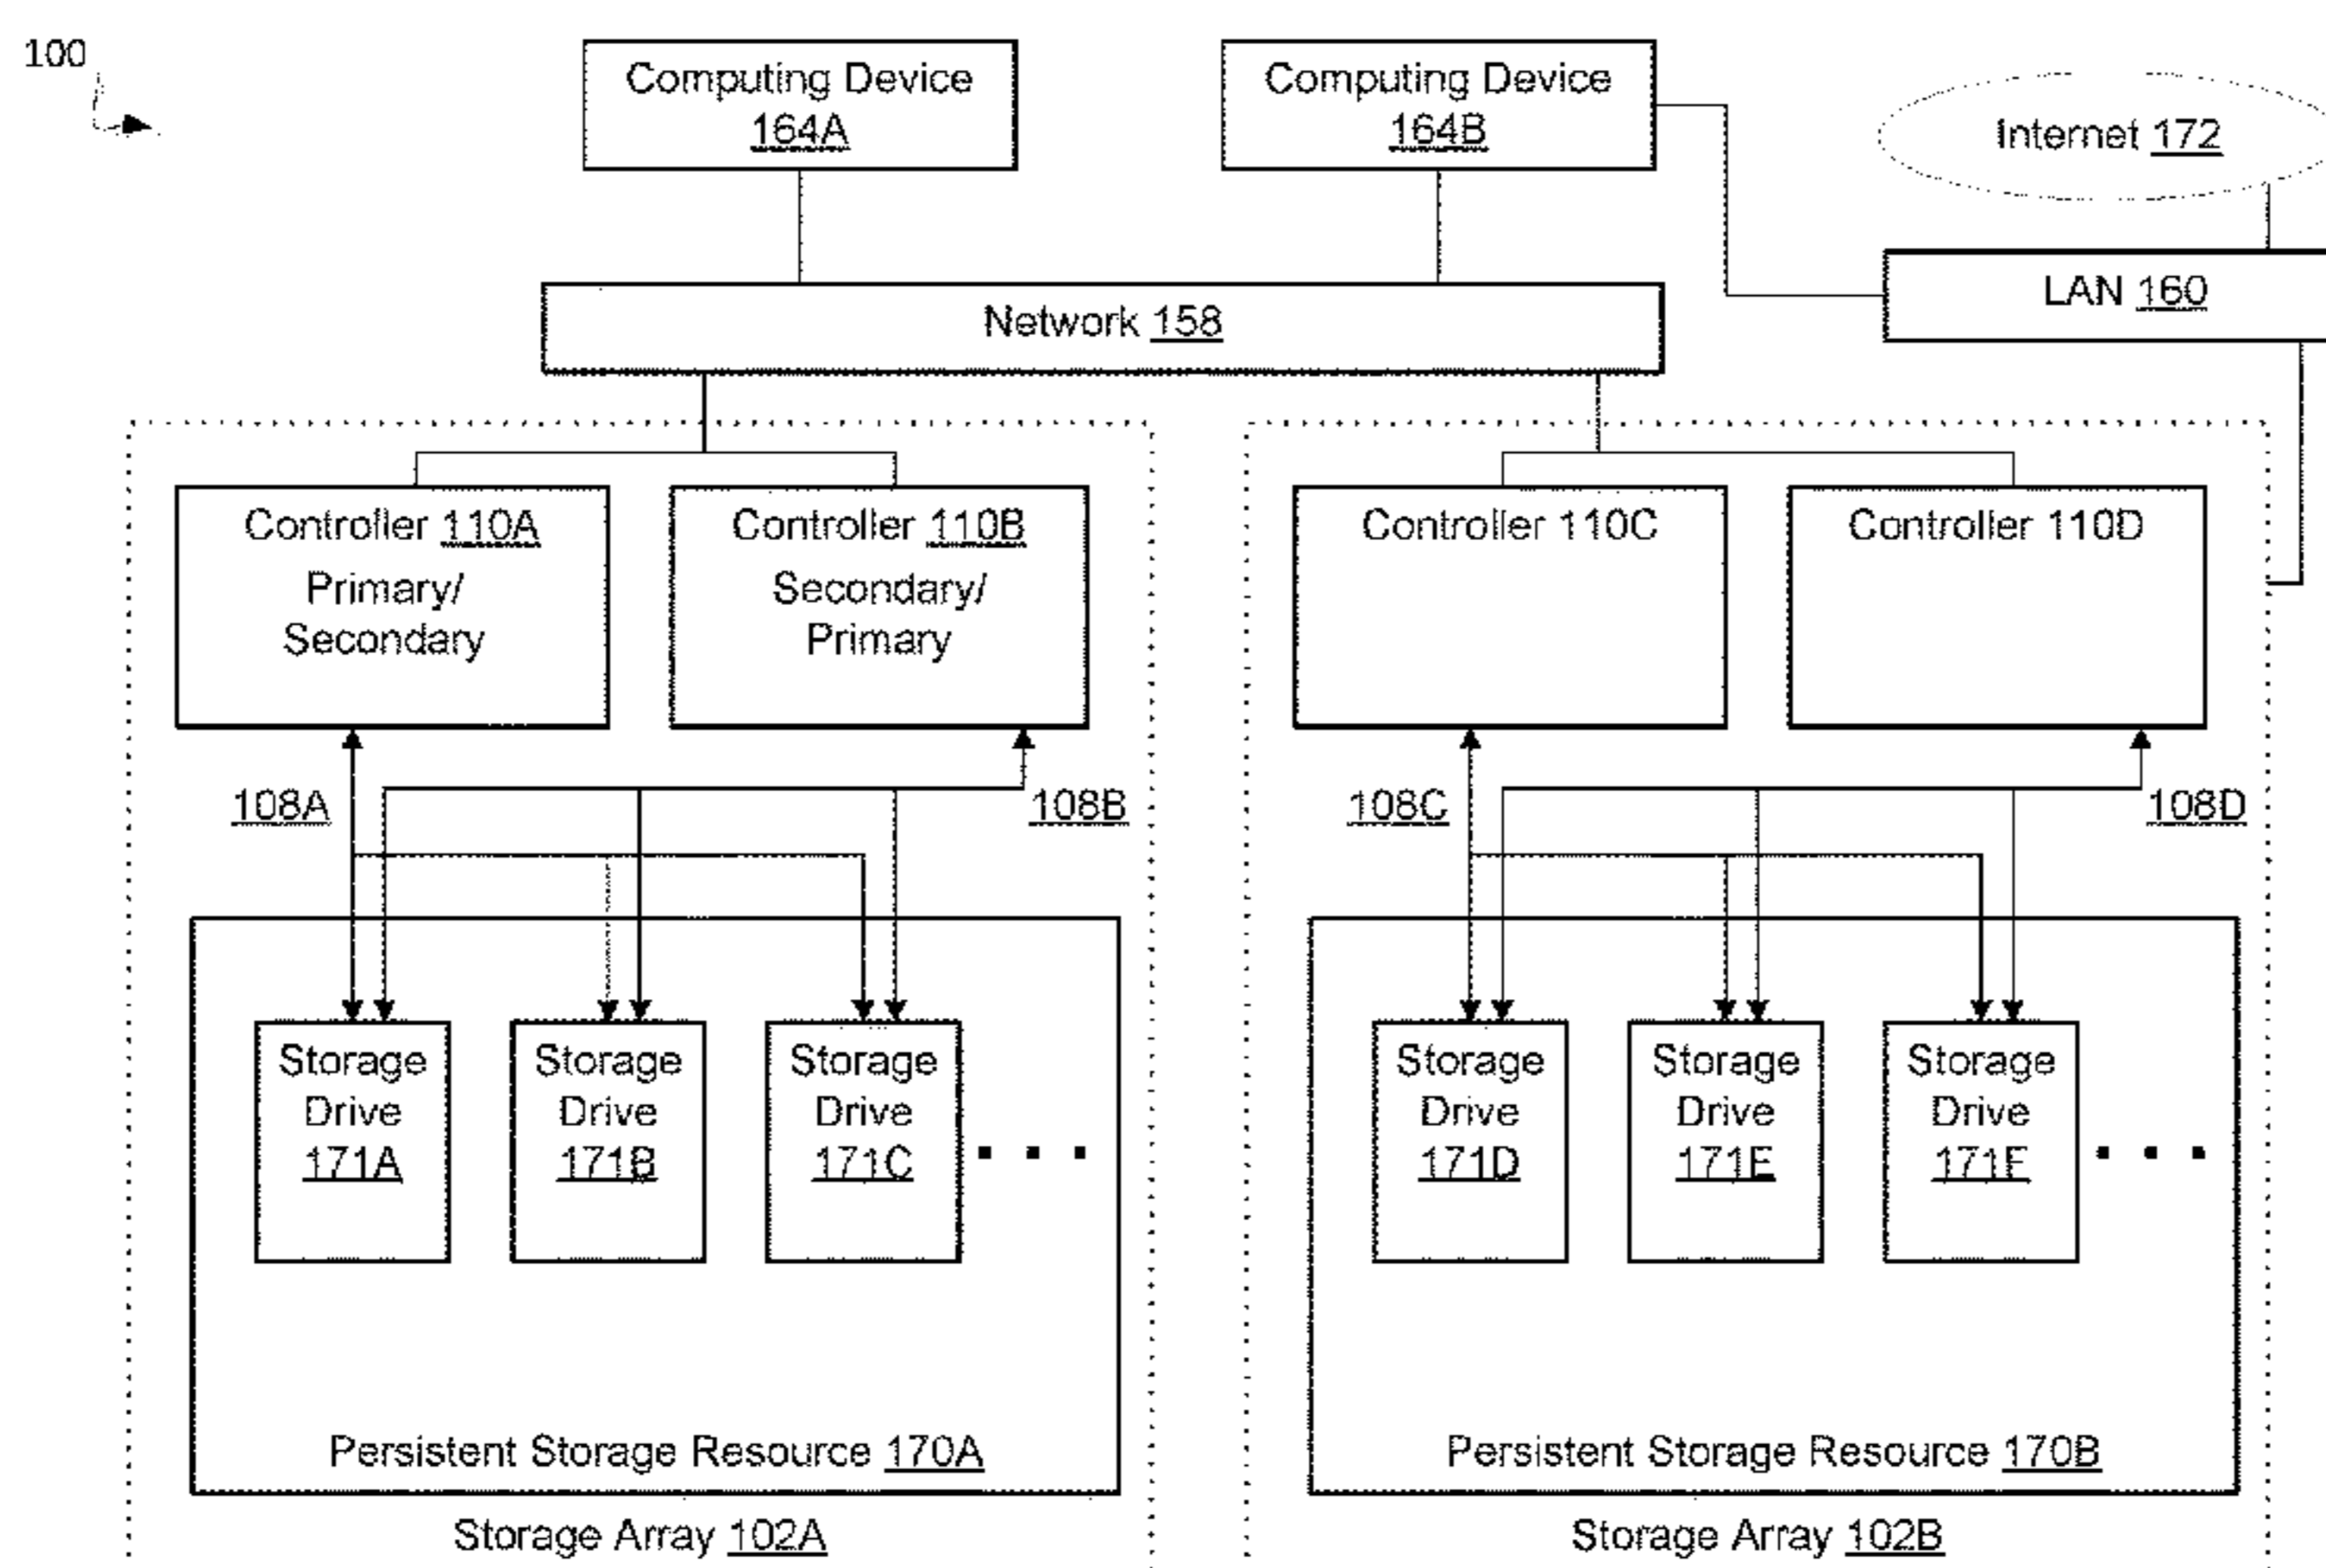 100
Computing Device
164A
Computing Device
164B
Internet 172
LAN 160
Network 158
Controller 110A
Primary/
Secondary
Controller 110B
Secondary/
Primary
Controller 110C
Controller 110D
108A
108B
108C
108D
Storage
Drive
171A
Storage
Drive
171B
Storage
Drive
171C
Storage
Drive
171D
Storage
Drive
171E
Storage
Drive
171F
Persistent Storage Resource 170A
Persistent Storage Resource 170B
Storage Array 102A
Storage Array 102B